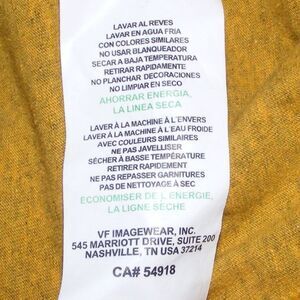 LAVAR AL REVES
LAVAR EN AGUA FRIA
CON COLORES SIMILARES
NO USAR BLANQUEADOR
SECAR A BAJA TEMPERATURA
RETIRAR RAPIDAMENTE
NO PLANCHAR DECORACIONES
NO LIMPIAR EN SECO
AHORRAR ENERGIA,
LA LINEA SECA
LAVER À LA MACHINE À L'ENVERS
LAVER À LA MACHINE À L'EAU FROIDE
AVEC COULEURS SIMILAIRES
NE PAS JAVELLISER
SÉCHER À BASSE TEMPÉRATURE
RETIRER RAPIDEMENT
NE PAS REPASSER GARNITURES
PAS DE NETTOYAGE À SEC
ECONOMISER DE L'ENERGIE,
LA LIGNE SÈCHE
VF IMAGEWEAR, INC.
545 MARRIOTT DRIVE, SUITE 200
NASHVILLE, TN USA 37214
CA# 54918